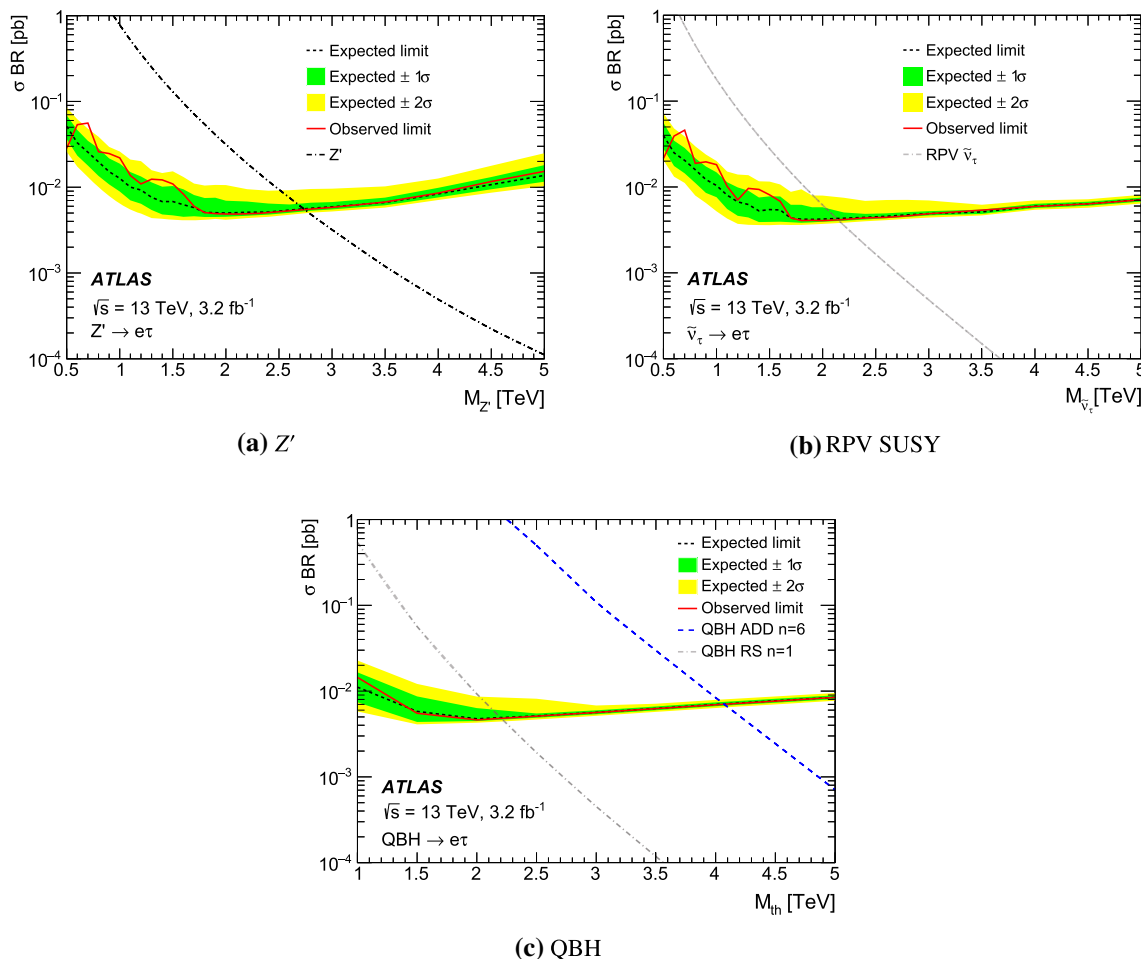 σ BR [pb]
1
10⁻¹
10⁻²
10⁻³
10⁻⁴
Expected limit
Expected ± 1σ
Expected ± 2σ
Observed limit
Z'
ATLAS
√s = 13 TeV, 3.2 fb⁻¹
Z' → eτ
0.5 1 1.5 2 2.5 3 3.5 4 4.5 5
M_Z' [TeV]
(a) Z′
σ BR [pb]
1
10⁻¹
10⁻²
10⁻³
10⁻⁴
Expected limit
Expected ± 1σ
Expected ± 2σ
Observed limit
RPV ν̃_τ
ATLAS
√s = 13 TeV, 3.2 fb⁻¹
ν̃_τ → eτ
0.5 1 1.5 2 2.5 3 3.5 4 4.5 5
M_ν̃_τ [TeV]
(b) RPV SUSY
σ BR [pb]
1
10⁻¹
10⁻²
10⁻³
10⁻⁴
Expected limit
Expected ± 1σ
Expected ± 2σ
Observed limit
QBH ADD n=6
QBH RS n=1
ATLAS
√s = 13 TeV, 3.2 fb⁻¹
QBH → eτ
1 1.5 2 2.5 3 3.5 4 4.5 5
M_th [TeV]
(c) QBH